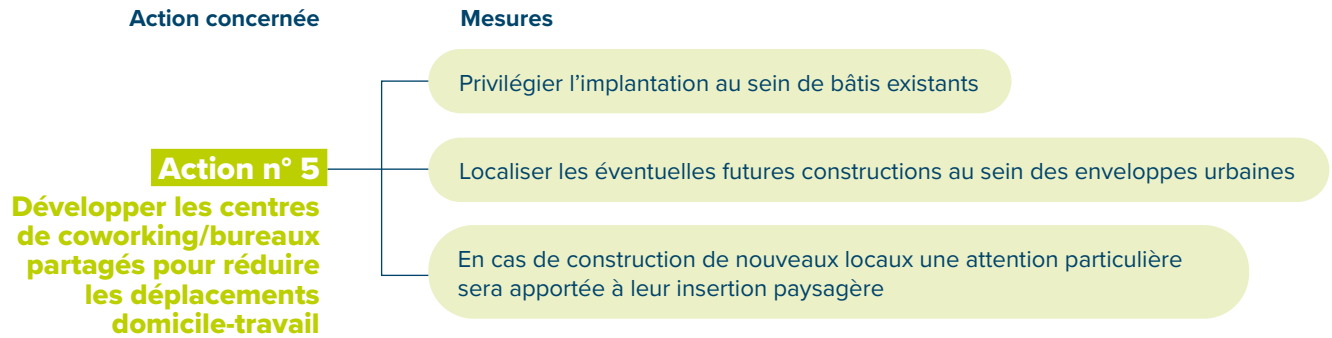 Action concernée
Mesures
Action n° 5
Développer les centres
de coworking/bureaux
partagés pour réduire
les déplacements
domicile-travail
Privilégier l'implantation au sein de bâtis existants
Localiser les éventuelles futures constructions au sein des enveloppes urbaines
En cas de construction de nouveaux locaux une attention particulière
sera apportée à leur insertion paysagère